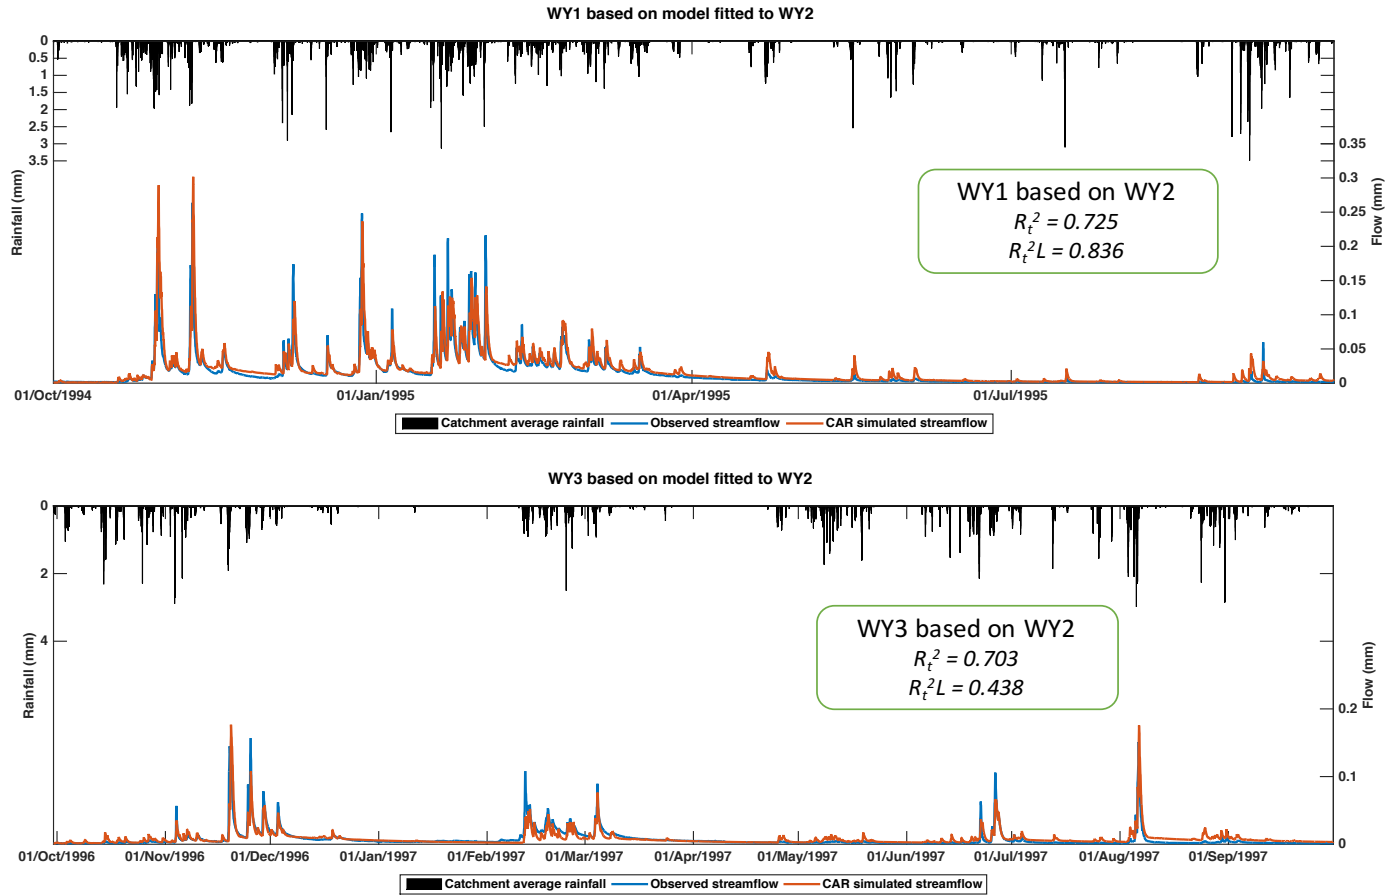 WY1 based on model fitted to WY2
0
0.5
1
1.5
2
2.5
3
3.5
Rainfall (mm)
0.35
0.3
0.25
0.2
0.15
0.1
0.05
0
Flow (mm)
WY1 based on WY2
Rt² = 0.725
Rt²L = 0.836
01/Oct/1994
01/Jan/1995
01/Apr/1995
01/Jul/1995
Catchment average rainfall
Observed streamflow
CAR simulated streamflow
WY3 based on model fitted to WY2
0
2
4
Rainfall (mm)
0.2
0.1
0
Flow (mm)
WY3 based on WY2
Rt² = 0.703
Rt²L = 0.438
01/Oct/1996
01/Nov/1996
01/Dec/1996
01/Jan/1997
01/Feb/1997
01/Mar/1997
01/Apr/1997
01/May/1997
01/Jun/1997
01/Jul/1997
01/Aug/1997
01/Sep/1997
Catchment average rainfall
Observed streamflow
CAR simulated streamflow